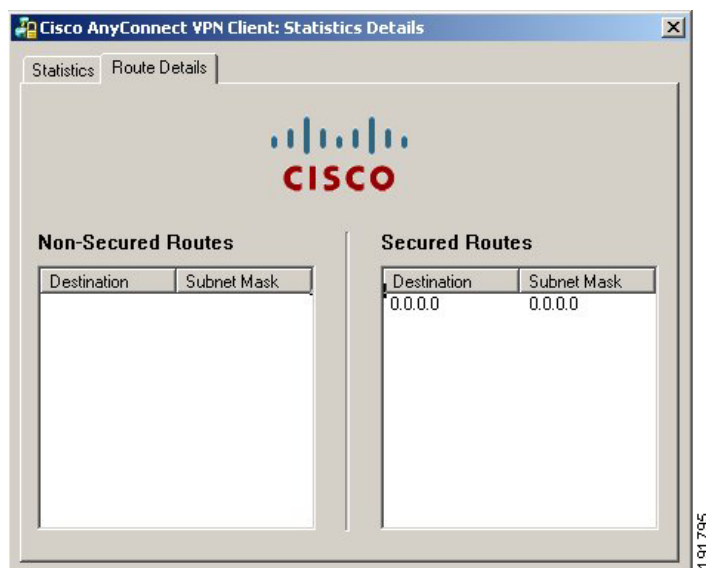 Cisco AnyConnect VPN Client: Statistics Details
Statistics Route Details
CISCO
Non-Secured Routes
Destination Subnet Mask
Secured Routes
Destination Subnet Mask
0.0.0.0 0.0.0.0
191795